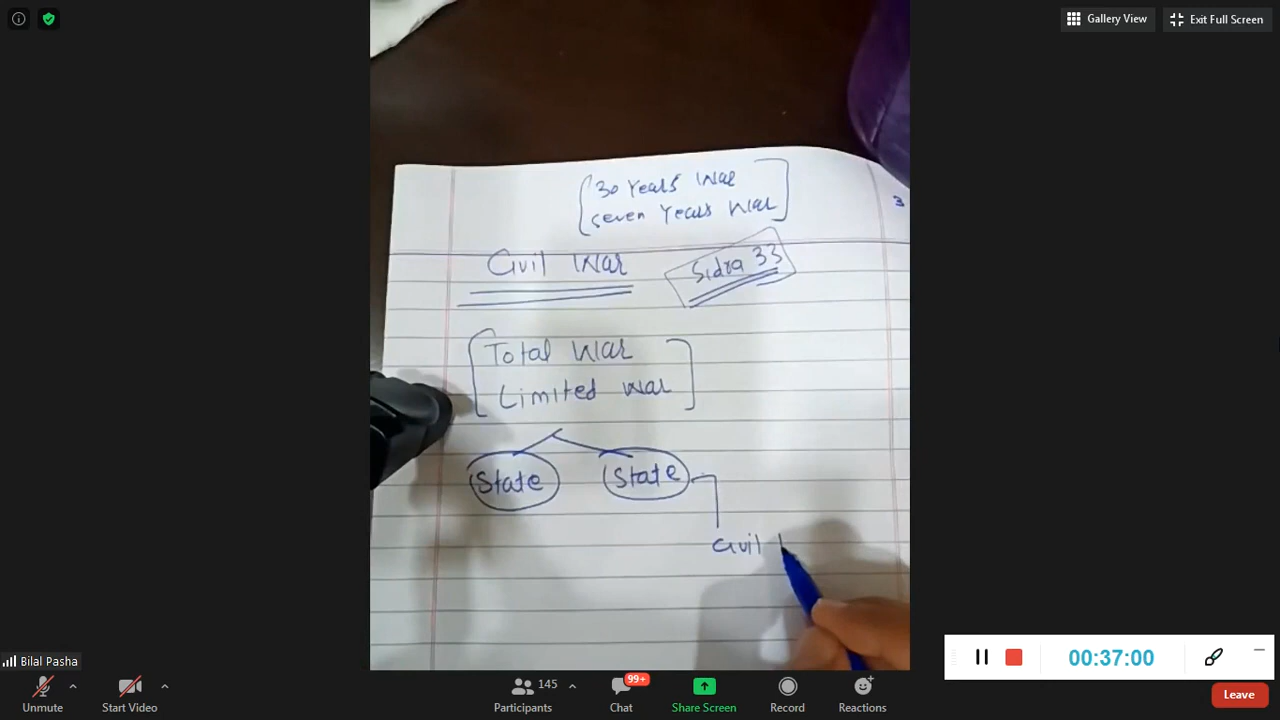 Gallery View
Exit Full Screen
30 Years War
Seven Years War
3
Civil War
Sidra 33
Total War
Limited War
State State
Civil
Bilal Pasha
00:37:00
Unmute
Start Video
145
Participants
99+
Chat
Share Screen
Record
Reactions
Leave